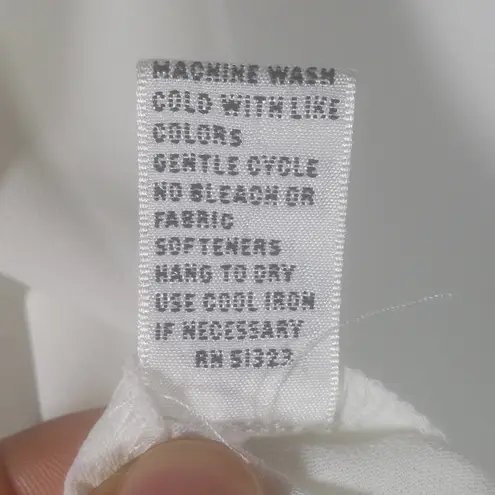 MACHINE WASH
COLD WITH LIKE
COLORS
GENTLE CYCLE
NO BLEACH OR
FABRIC
SOFTENERS
HANG TO DRY
USE COOL IRON
IF NECESSARY
RN 51323